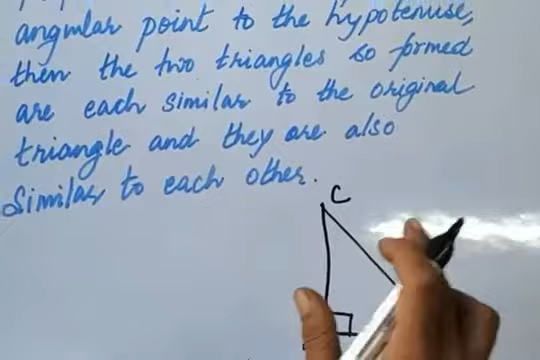 angular point to the hypotenuse,
then the two triangles so formed
are each similar to the original
triangle and they are also
Similar to each other.
C